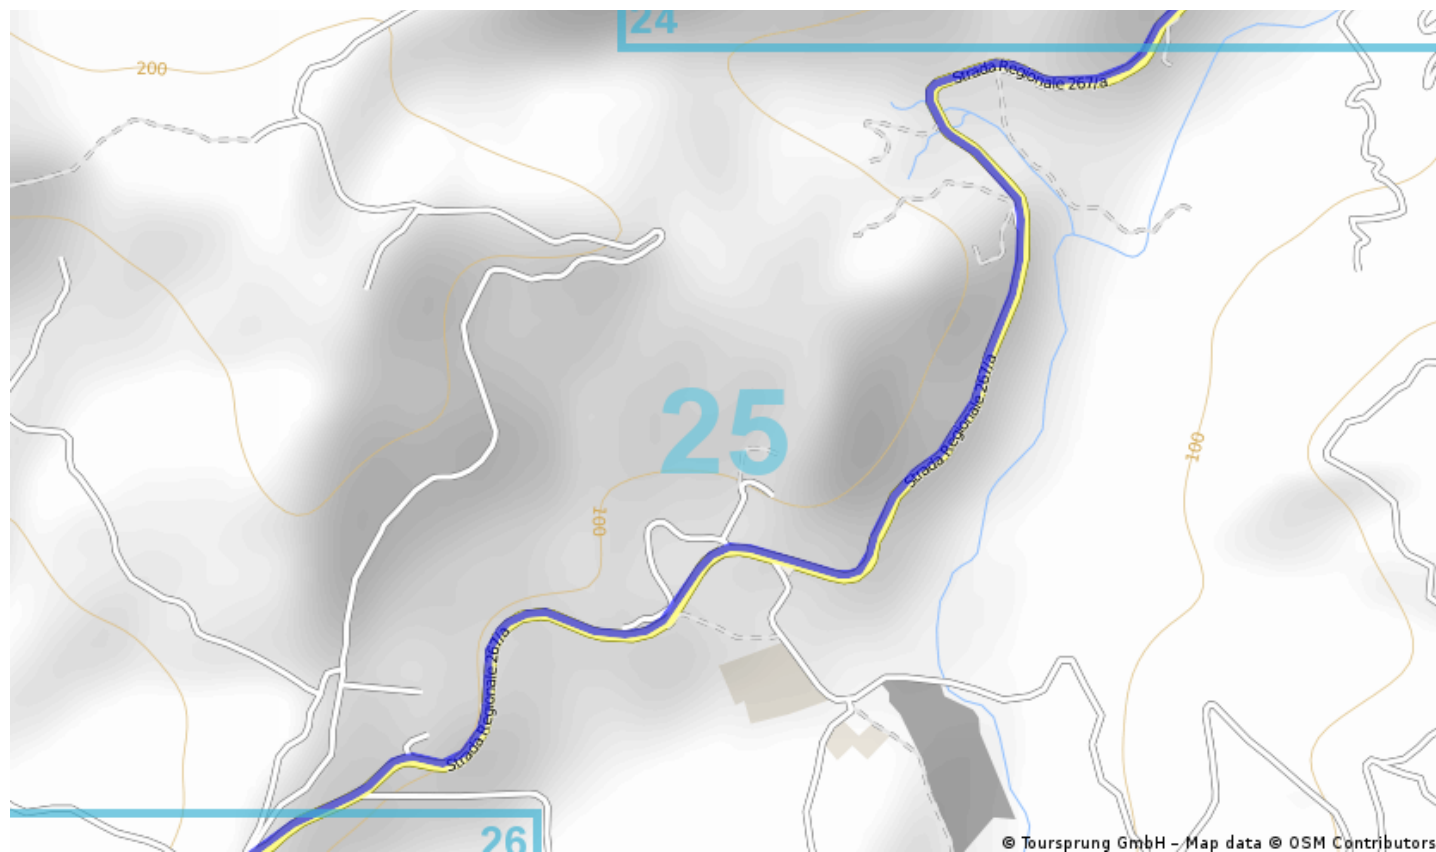 24
200
Strada Regionale 267/a
25
Strada Regionale 267/a
100
100
Strada Regionale 267/a
26
© Toursprung GmbH – Map data © OSM Contributors